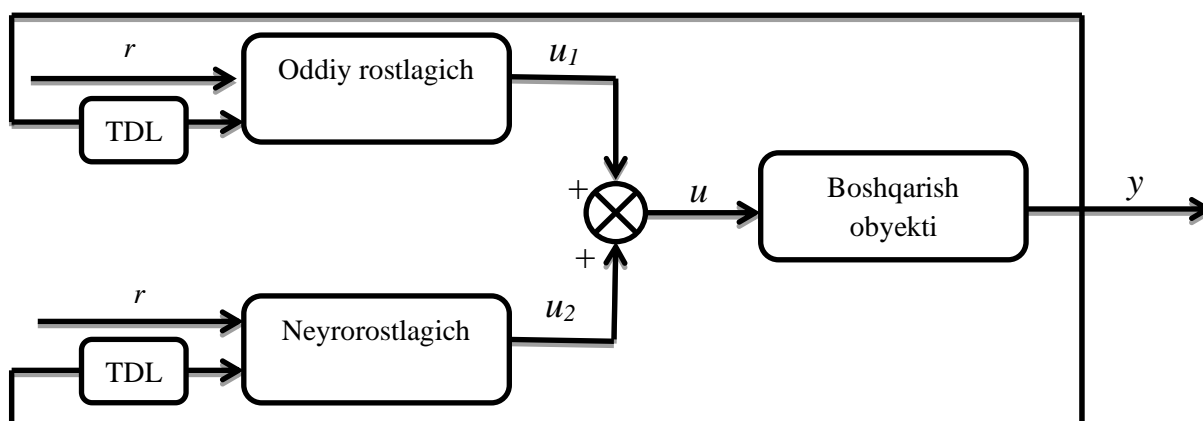 r
Oddiy rostlagich
u1
TDL
+
u
Boshqarish
obyekti
y
+
r
Neyrorostlagich
u2
TDL